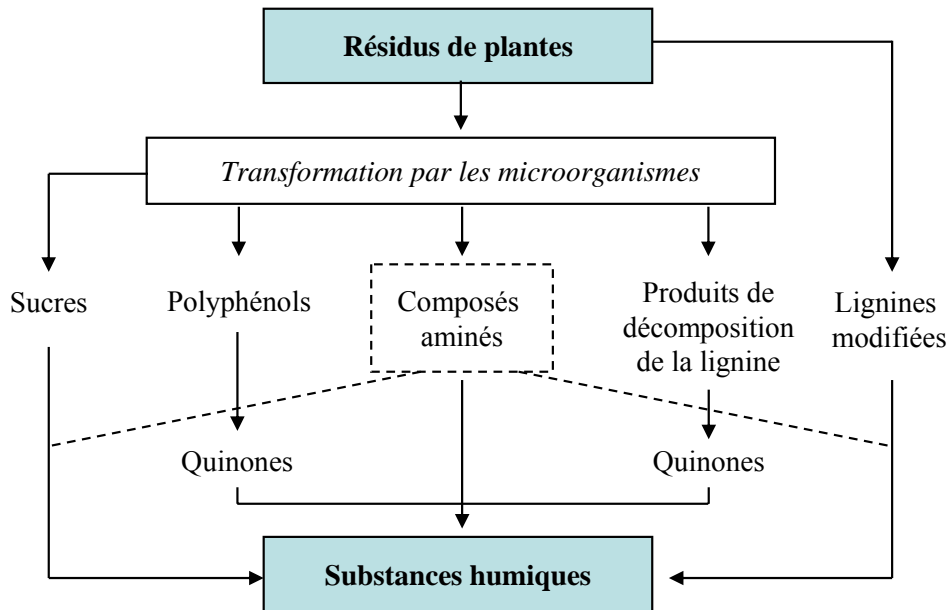 Résidus de plantes
Transformation par les microorganismes
Sucres
Polyphénols
Composés
aminés
Produits de
décomposition
de la lignine
Lignines
modifiées
Quinones
Quinones
Substances humiques